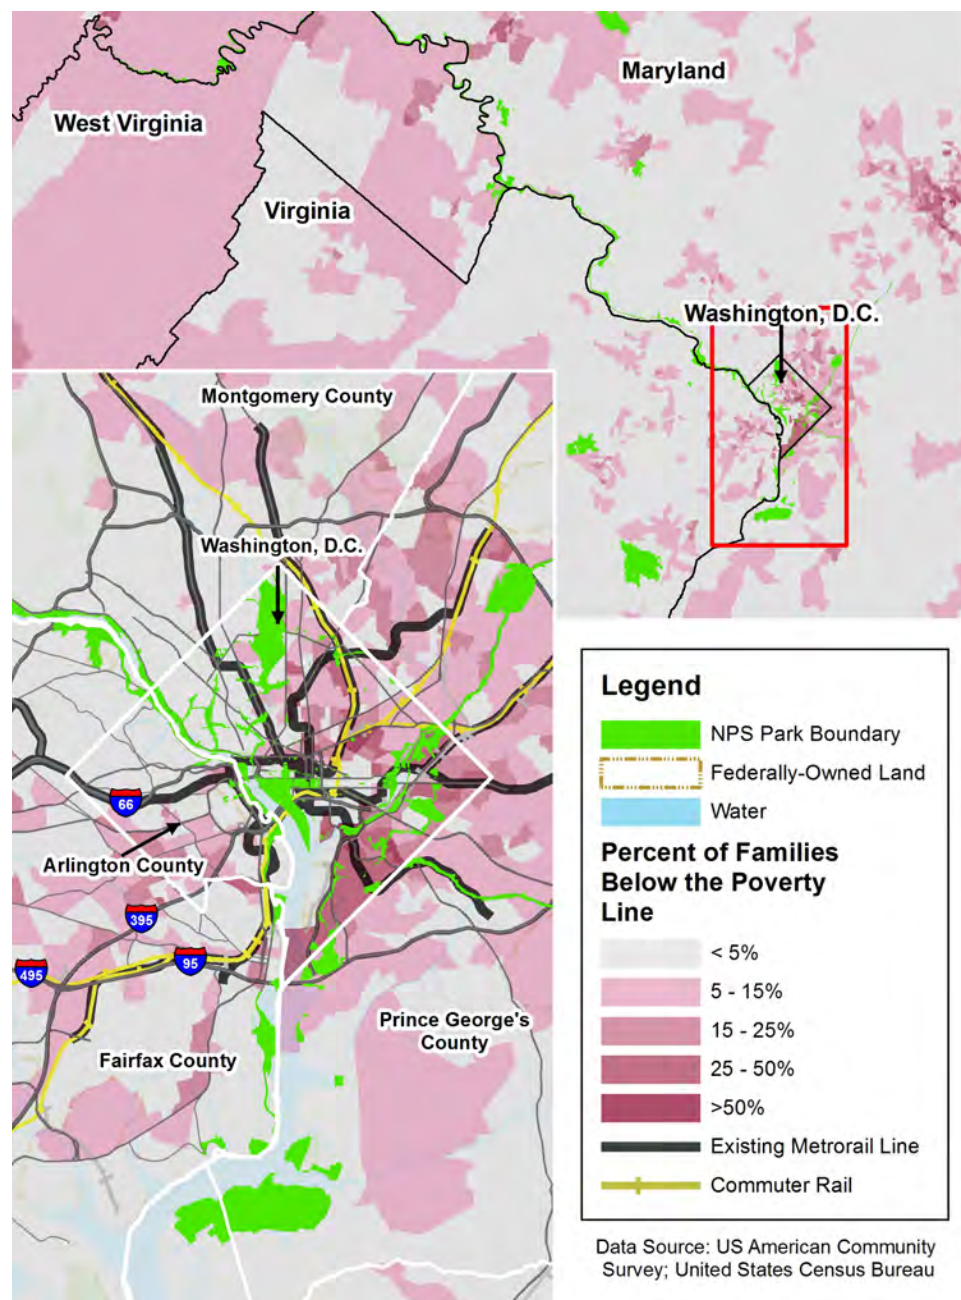 Maryland
West Virginia
Virginia
Washington, D.C.
Montgomery County
Washington, D.C.
66
Arlington County
395
95
495
Prince George's
County
Fairfax County
Legend
NPS Park Boundary
Federally-Owned Land
Water
Percent of Families
Below the Poverty
Line
< 5%
5 - 15%
15 - 25%
25 - 50%
>50%
Existing Metrorail Line
Commuter Rail
Data Source: US American Community
Survey; United States Census Bureau